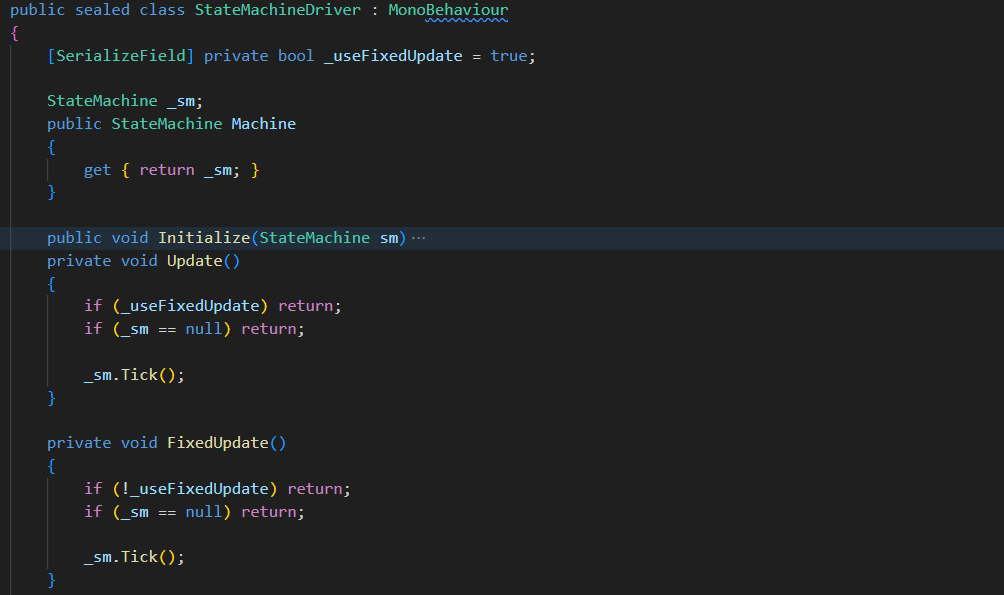 public sealed class StateMachineDriver : MonoBehaviour
{
    [SerializeField] private bool _useFixedUpdate = true;

    StateMachine _sm;
    public StateMachine Machine
    {
        get { return _sm; }
    }

    public void Initialize(StateMachine sm) ···
    private void Update()
    {
        if (_useFixedUpdate) return;
        if (_sm == null) return;

        _sm.Tick();
    }

    private void FixedUpdate()
    {
        if (!_useFixedUpdate) return;
        if (_sm == null) return;

        _sm.Tick();
    }